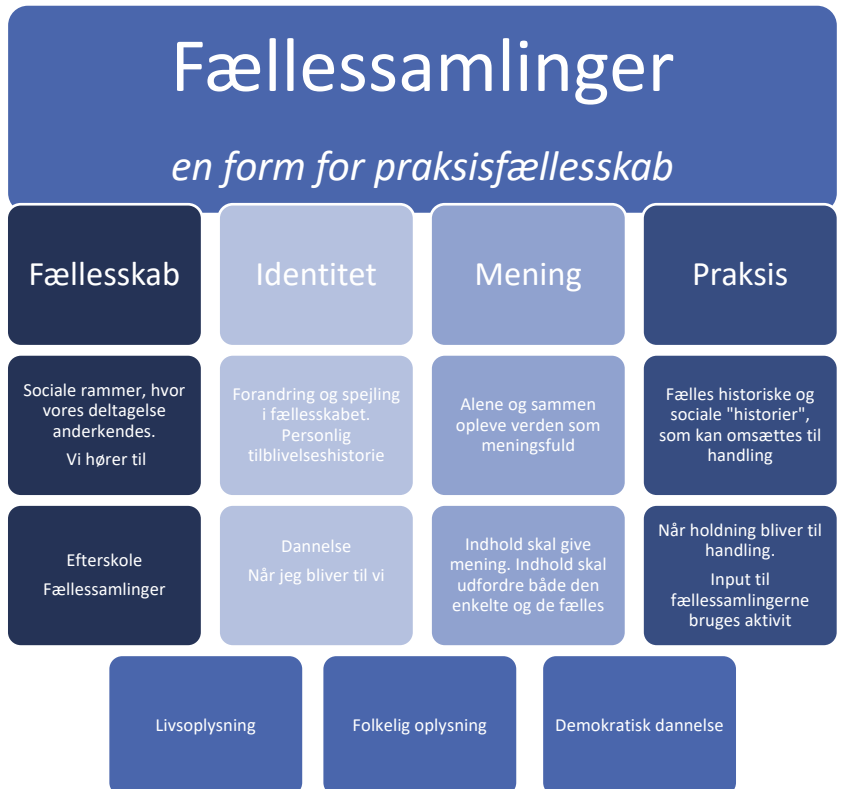 Fællessamlinger
en form for praksisfællesskab
Fællesskab
Identitet
Mening
Praksis
Sociale rammer, hvor
vores deltagelse
anderkendes.
Vi hører til
Forandring og spejling
i fællesskabet.
Personlig
tilblivelseshistorie
Alene og sammen
opleve verden som
meningsfuld
Fælles historiske og
sociale "historier",
som kan omsættes til
handling
Efterskole
Fællessamlinger
Dannelse
Når jeg bliver til vi
Indhold skal give
mening. Indhold skal
udfordre både den
enkelte og de fælles
Når holdning bliver til
handling.
Input til
fællessamlingerne
bruges aktivit
Livsoplysning
Folkelig oplysning
Demokratisk dannelse